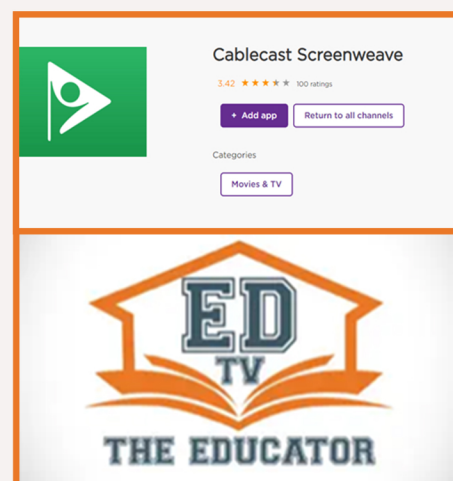 Cablecast Screenweave
3.42 ★★★★★ 100 ratings
+ Add app
Return to all channels
Categories
Movies & TV
ED
TV
THE EDUCATOR